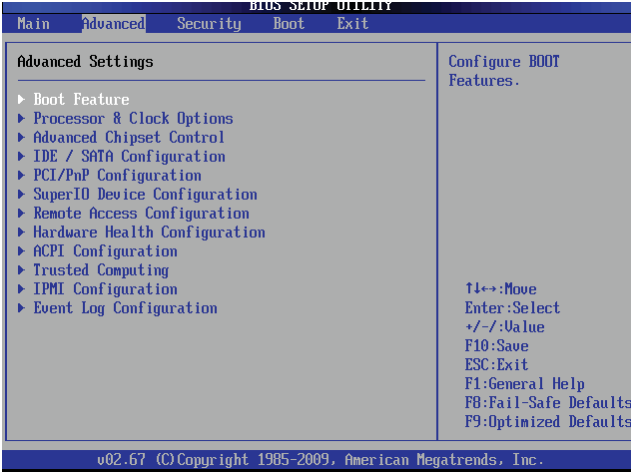 BIOS SETUP UTILITY
Main Advanced Security Boot Exit
Advanced Settings
Boot Feature
Processor & Clock Options
Advanced Chipset Control
IDE / SATA Configuration
PCI/PnP Configuration
SuperIO Device Configuration
Remote Access Configuration
Hardware Health Configuration
ACPI Configuration
Trusted Computing
IPMI Configuration
Event Log Configuration
Configure BOOT
Features.
↑↓←→:Move
Enter:Select
+/-/:Value
F10:Save
ESC:Exit
F1:General Help
F8:Fail-Safe Defaults
F9:Optimized Defaults
v02.67 (C)Copyright 1985-2009, American Megatrends, Inc.